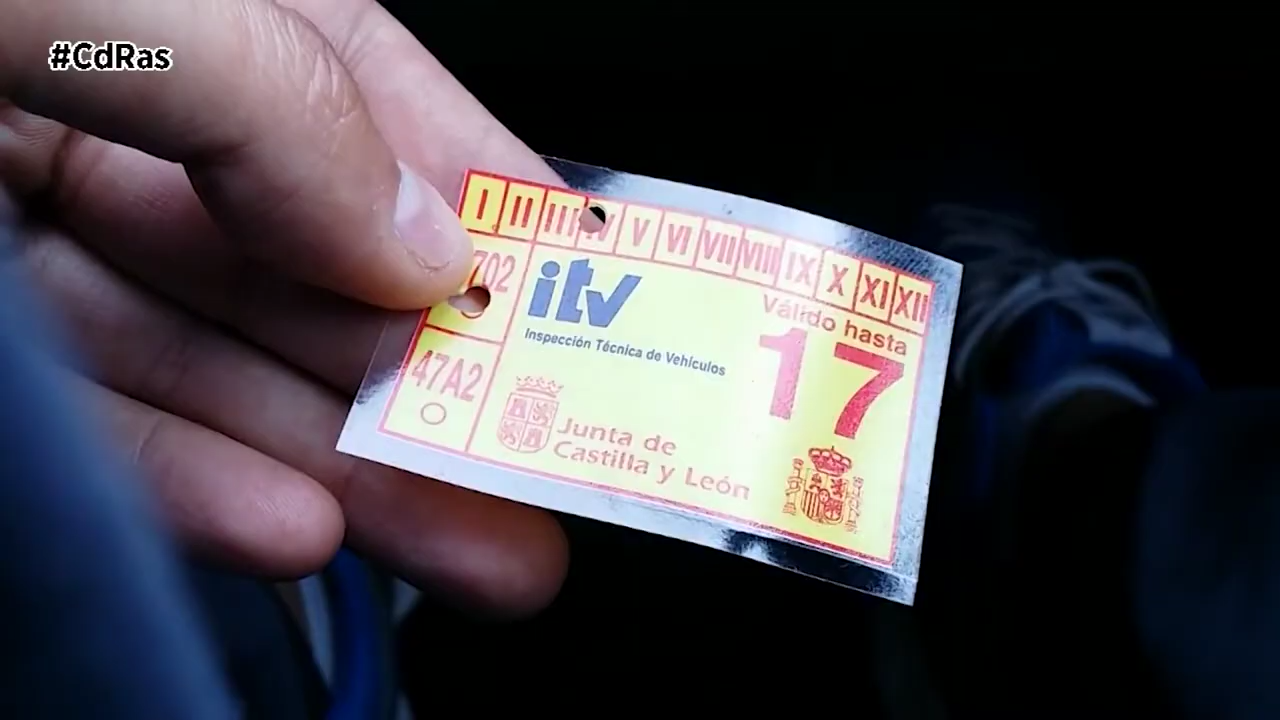 #CdRas
I II III IV V VI VII VIII IX X XI XII
702
itv
Válido hasta
17
Inspección Técnica de Vehículos
47A2
Junta de
Castilla y León